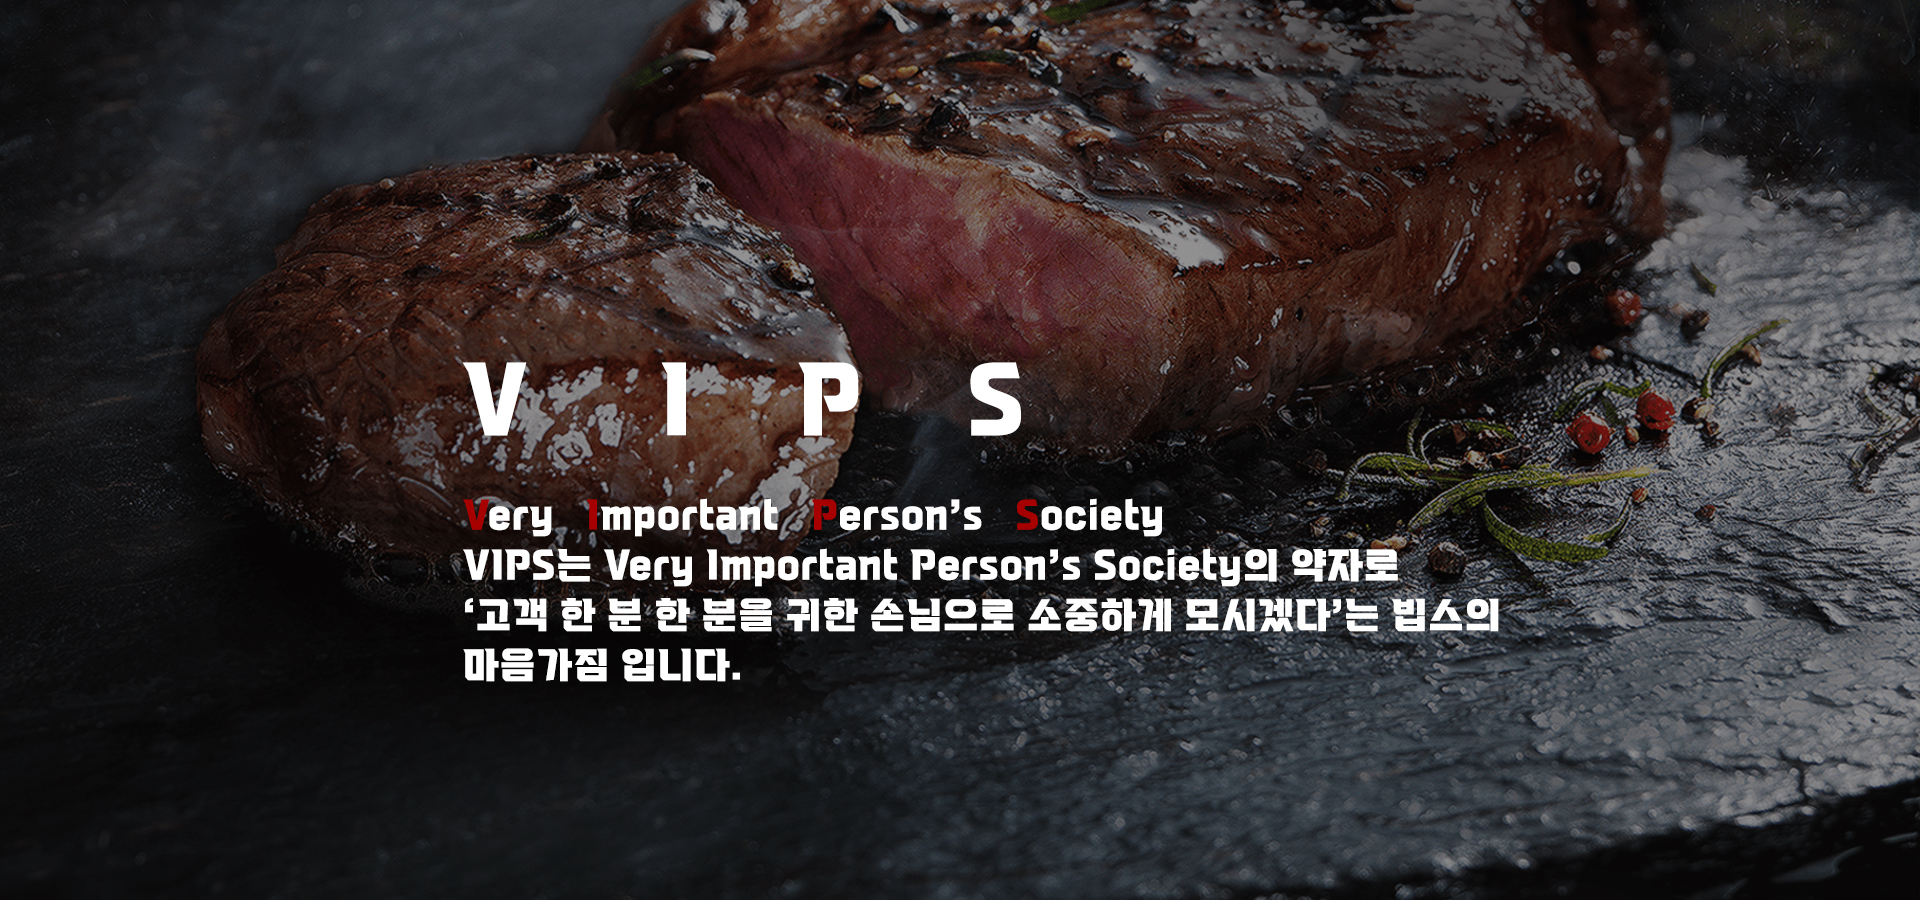 V I P S
Very Important Person’s Society
VIPS는 Very Important Person’s Society의 약자로
‘고객 한 분 한 분을 귀한 손님으로 소중하게 모시겠다’는 빕스의
마음가짐 입니다.